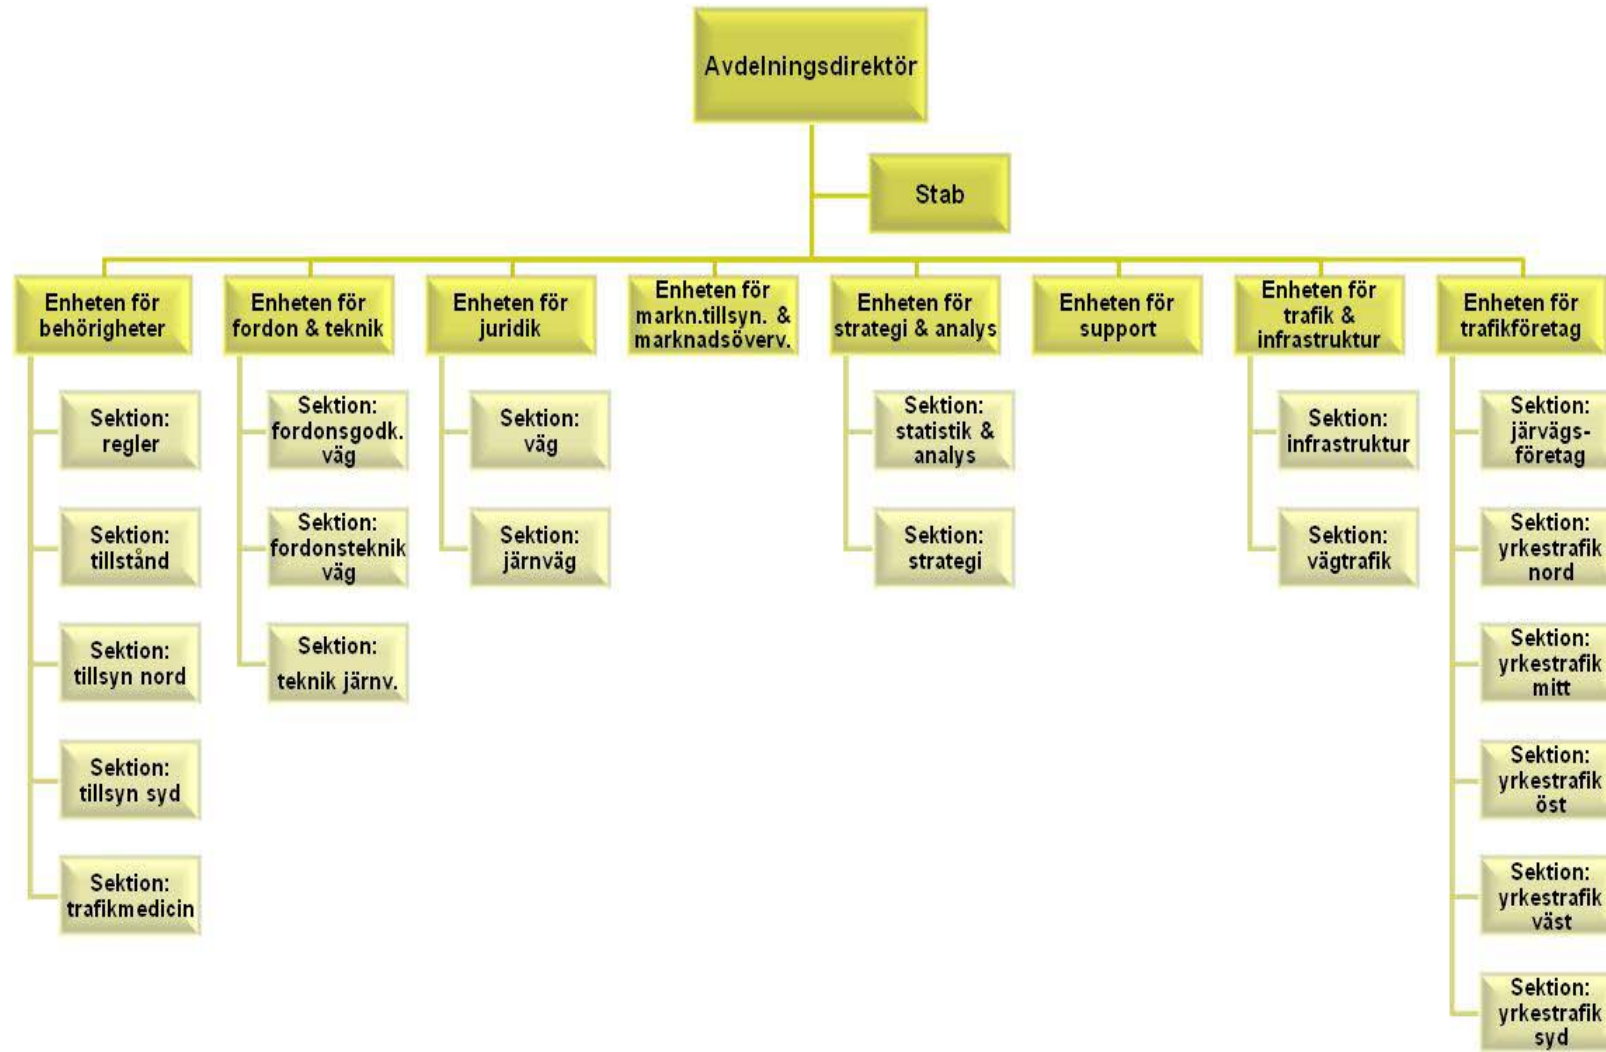 Avdelningsdirektör
Stab
Enheten för
behörigheter
Sektion:
regler
Sektion:
tillstånd
Sektion:
tillsyn nord
Sektion:
tillsyn syd
Sektion:
trafikmedicin
Enheten för
fordon & teknik
Sektion:
fordonsgodk.
väg
Sektion:
fordonsteknik
väg
Sektion:
teknik järnv.
Enheten för
juridik
Sektion:
väg
Sektion:
järnväg
Enheten för
markn.tillsyn. &
marknadsöverv.
Enheten för
strategi & analys
Sektion:
statistik &
analys
Sektion:
strategi
Enheten för
support
Enheten för
trafik &
infrastruktur
Sektion:
infrastruktur
Sektion:
vägtrafik
Enheten för
trafikföretag
Sektion:
järvägs-
företag
Sektion:
yrkestrafik
nord
Sektion:
yrkestrafik
mitt
Sektion:
yrkestrafik
öst
Sektion:
yrkestrafik
väst
Sektion:
yrkestrafik
syd